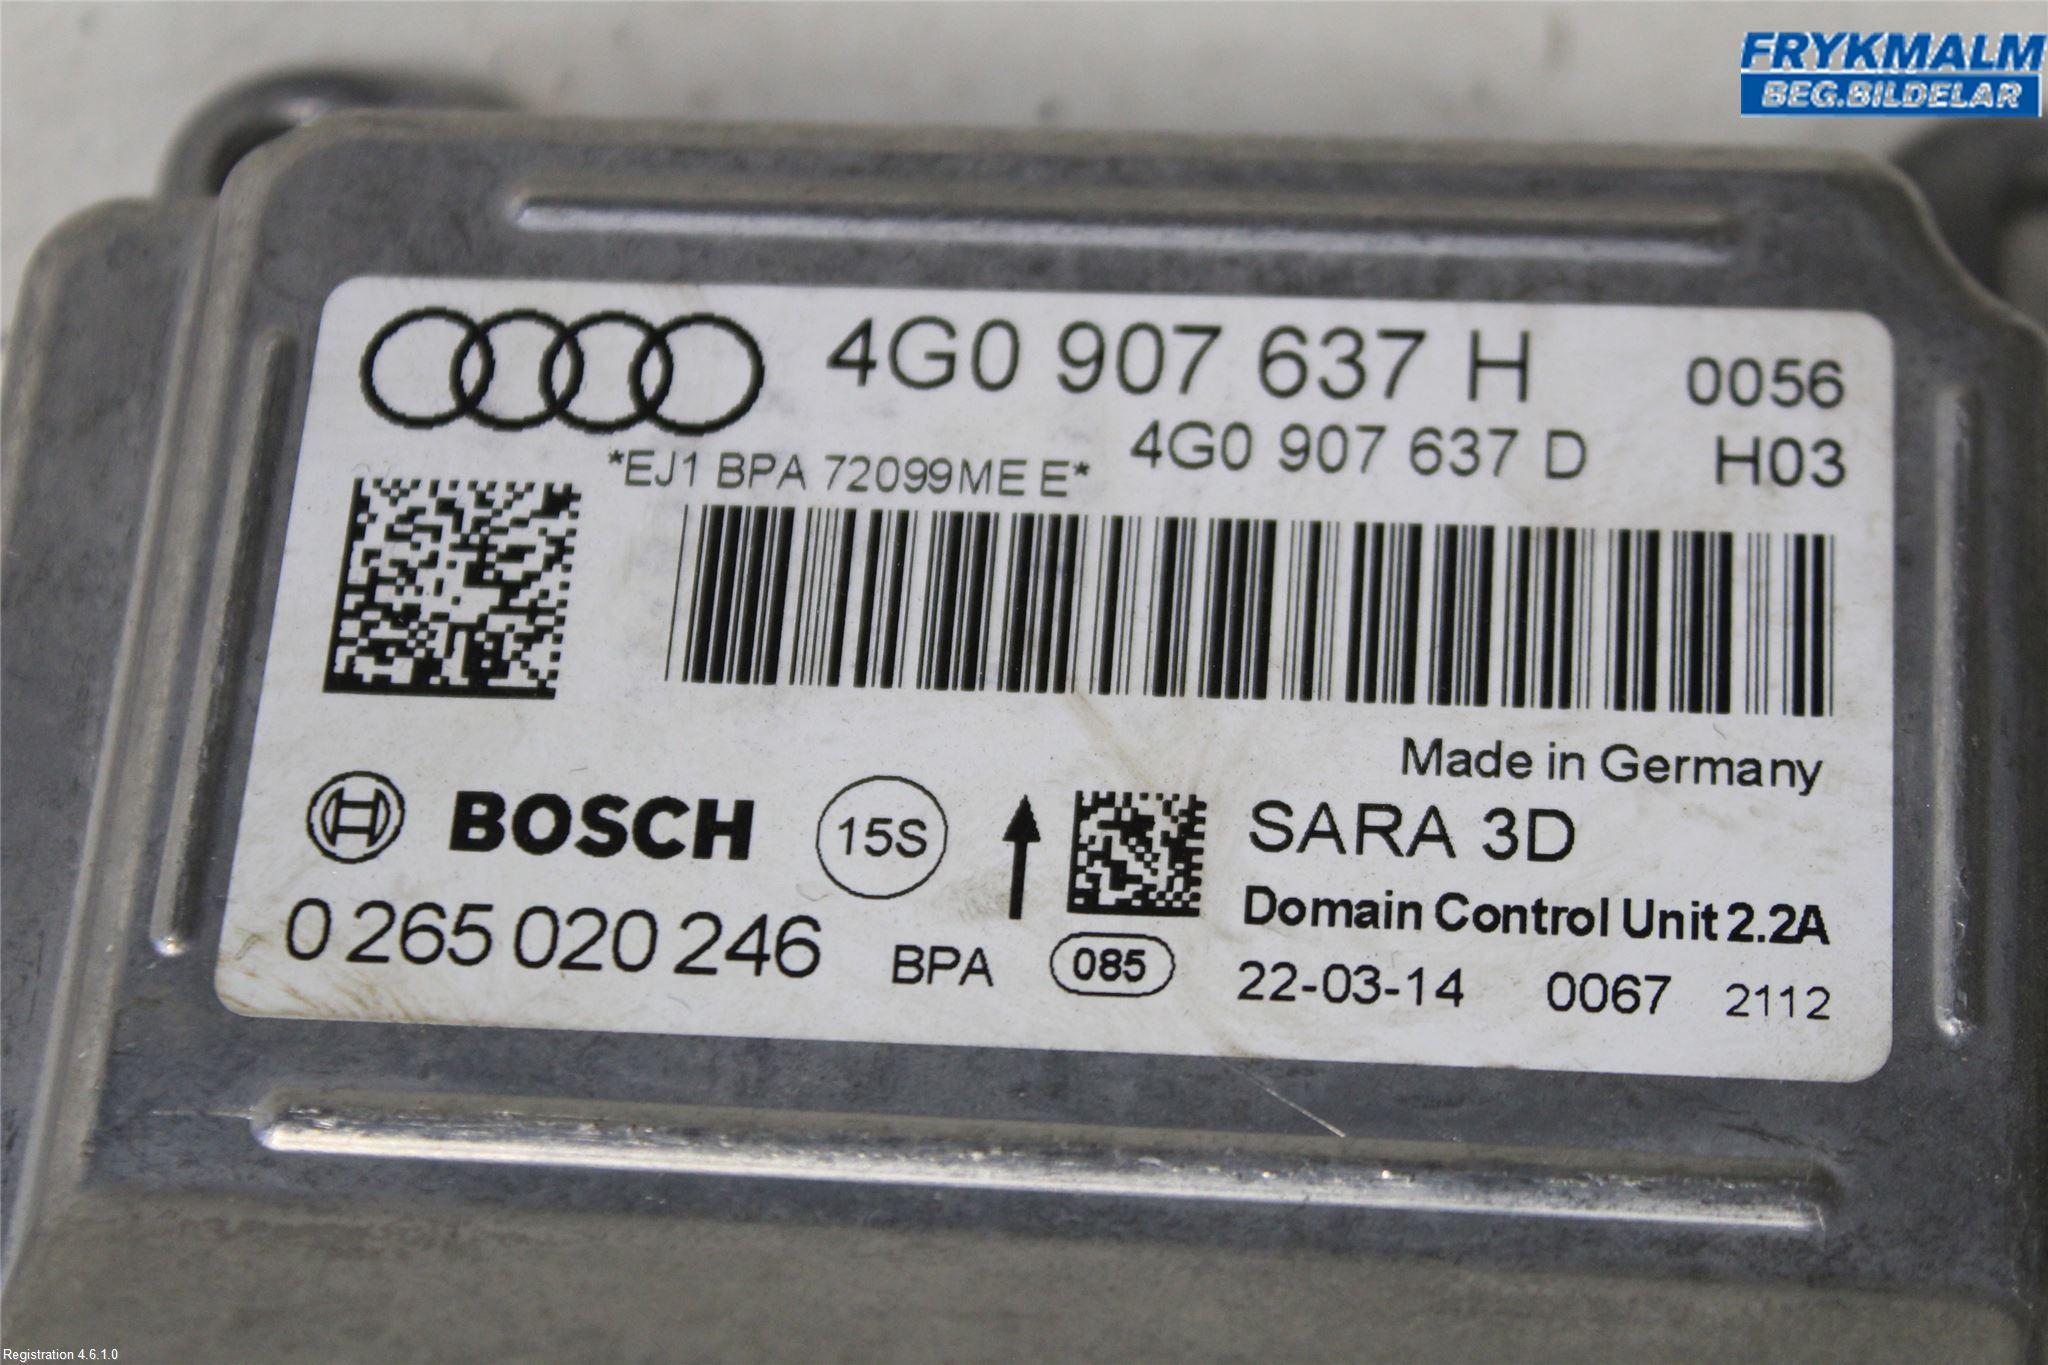 FRYKMALM
BEG.BILDELAR
4G0 907 637 H 0056
4G0 907 637 D H03
*EJ1 BPA 72099ME E*
Made in Germany
BOSCH 15S SARA 3D
Domain Control Unit 2.2A
0 265 020 246 BPA 085 22-03-14 0067 2112
Registration 4.6.1.0